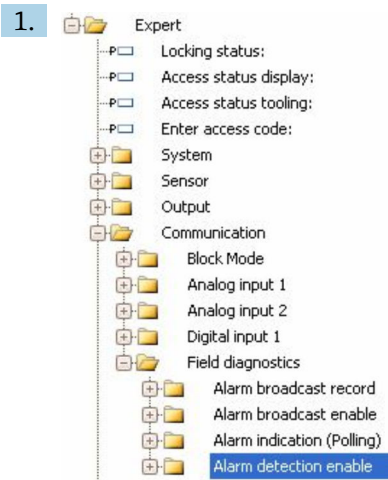 1.
Expert
Locking status:
Access status display:
Access status tooling:
Enter access code:
System
Sensor
Output
Communication
Block Mode
Analog input 1
Analog input 2
Digital input 1
Field diagnostics
Alarm broadcast record
Alarm broadcast enable
Alarm indication (Polling)
Alarm detection enable